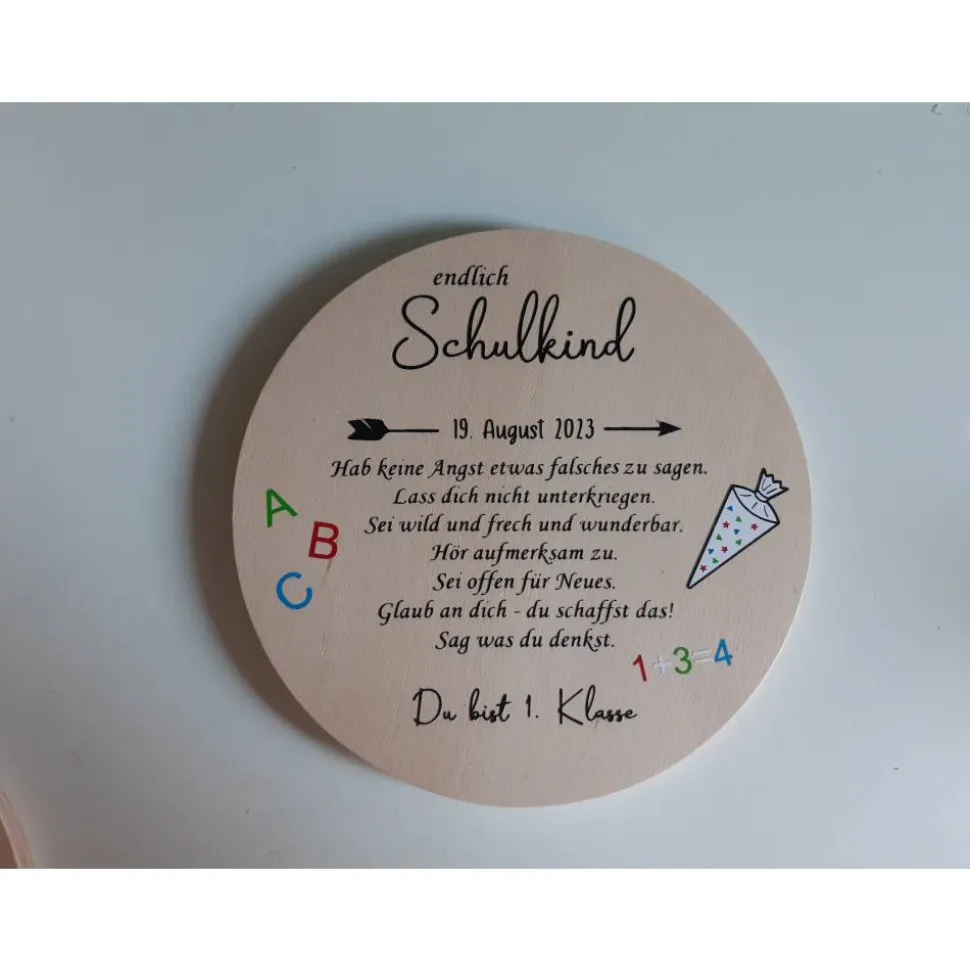 endlich
Schulkind
19. August 2023
Hab keine Angst etwas falsches zu sagen.
Lass dich nicht unterkriegen.
Sei wild und frech und wunderbar.
Hör aufmerksam zu.
Sei offen für Neues.
Glaub an dich - du schaffst das!
Sag was du denkst.
A
B
C
1+3=4
Du bist 1. Klasse